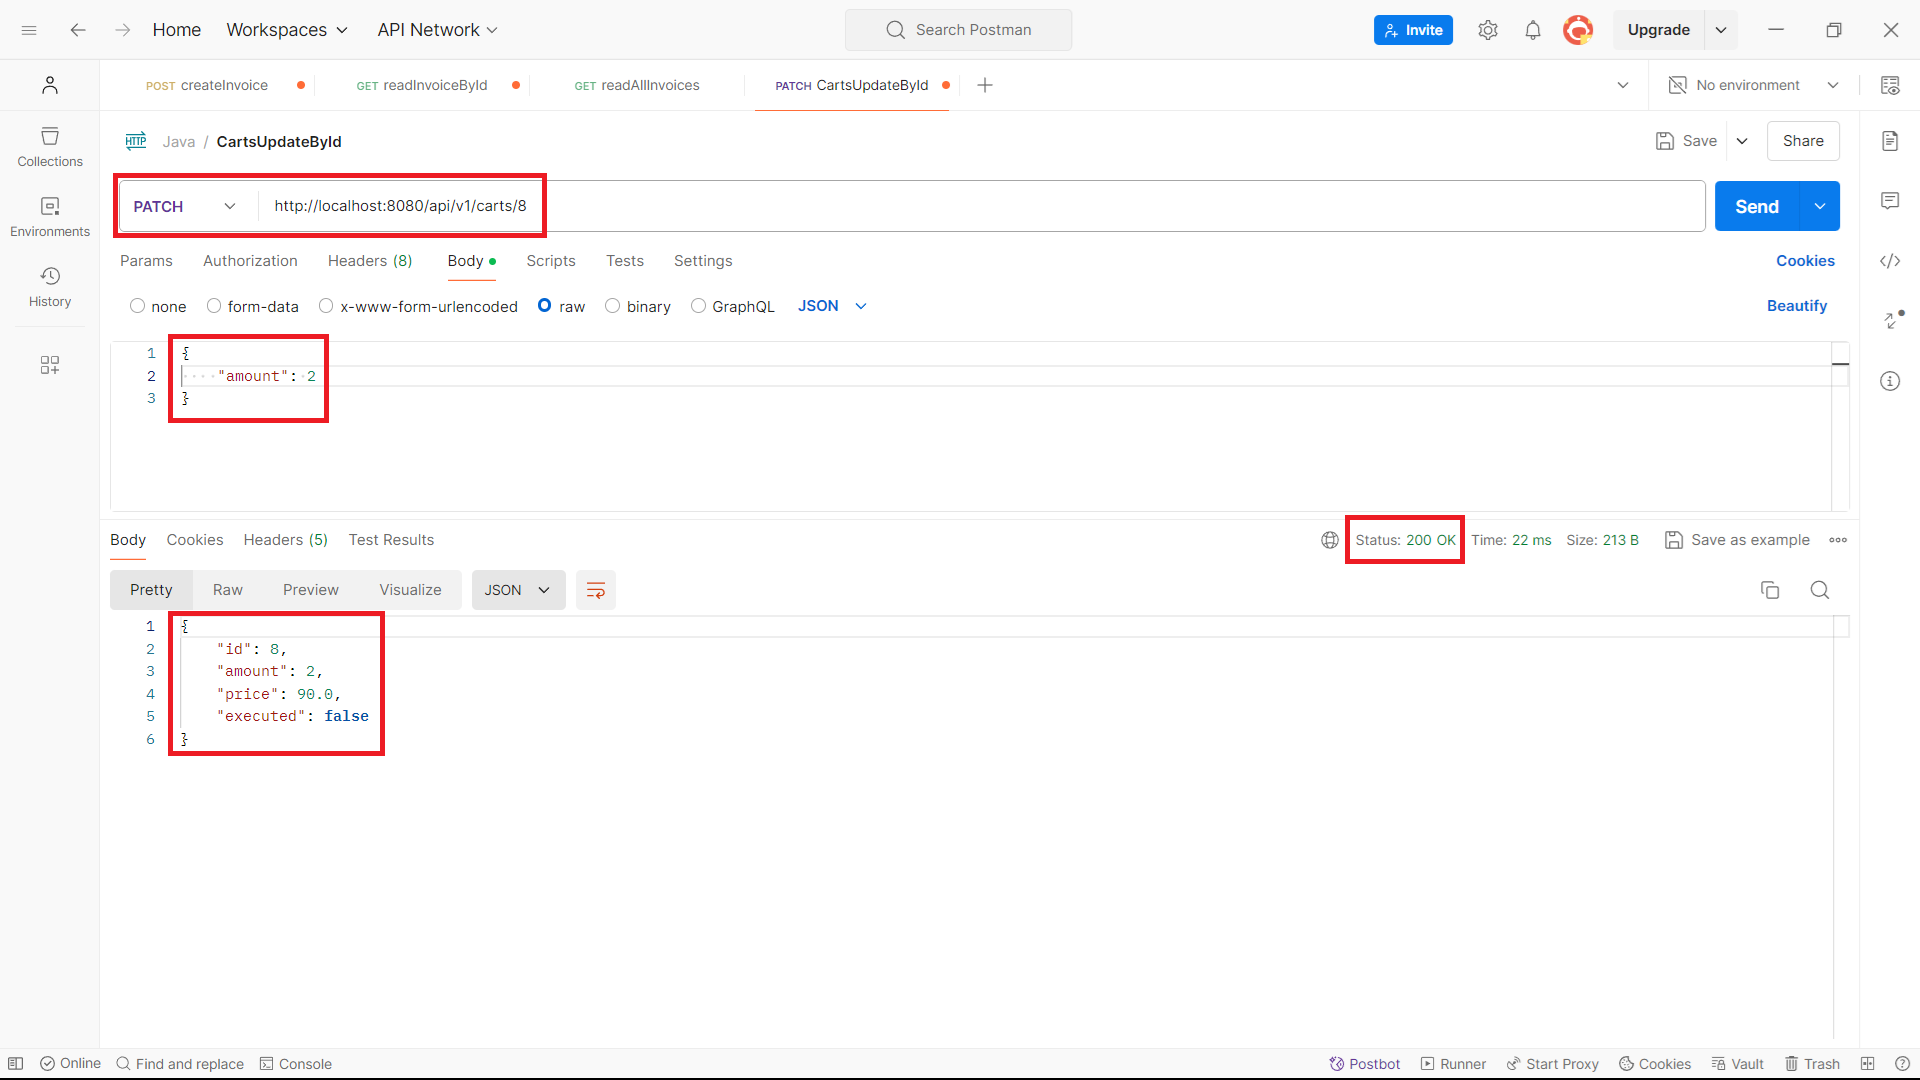 Home Workspaces API Network Search Postman Invite Upgrade
POST createInvoice GET readInvoiceById GET readAllInvoices PATCH CartsUpdateById No environment
HTTP Java / CartsUpdateById Save Share
Collections
Environments
History
PATCH http://localhost:8080/api/v1/carts/8 Send
Params Authorization Headers (8) Body Scripts Tests Settings Cookies
none form-data x-www-form-urlencoded raw binary GraphQL JSON Beautify
1 {
2 "amount": 2
3 }
Body Cookies Headers (5) Test Results Status: 200 OK Time: 22 ms Size: 213 B Save as example
Pretty Raw Preview Visualize JSON
1 {
2 "id": 8,
3 "amount": 2,
4 "price": 90.0,
5 "executed": false
6 }
Online Find and replace Console Postbot Runner Start Proxy Cookies Vault Trash